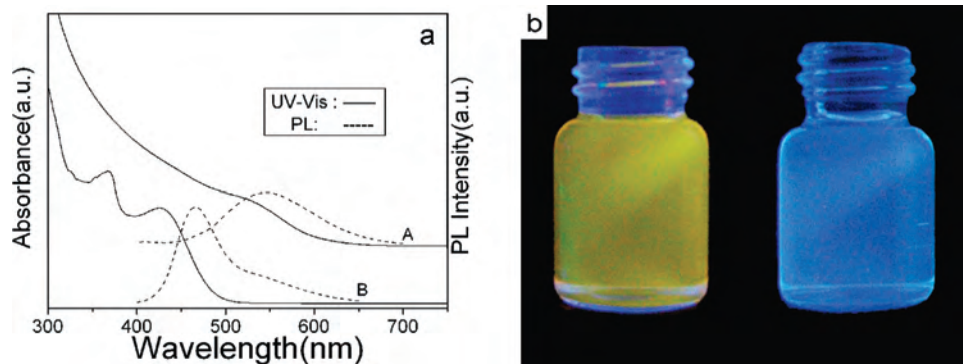 a
UV-Vis :
PL:
Absorbance(a.u.)
PL Intensity(a.u.)
A
B
300 400 500 600 700
Wavelength(nm)
b